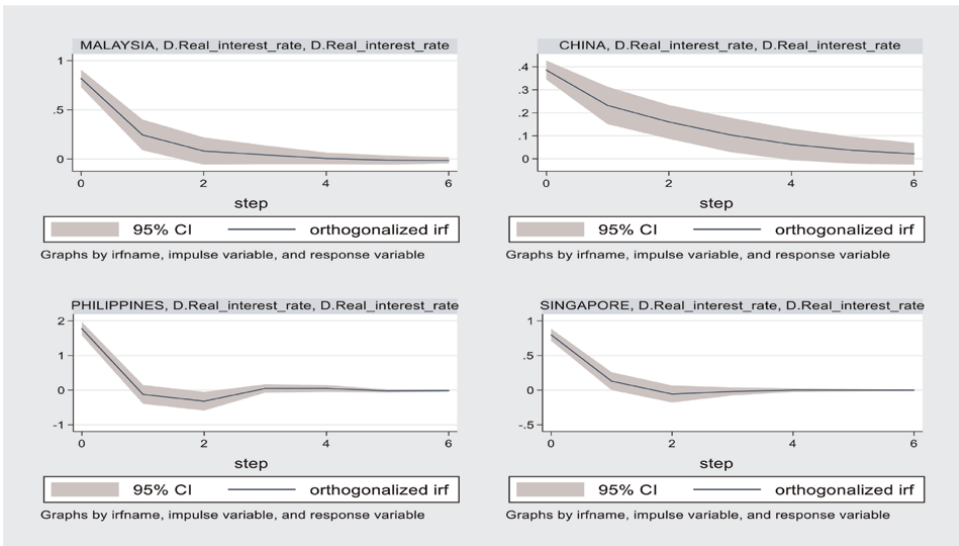 MALAYSIA, D.Real_interest_rate, D.Real_interest_rate
1
.5
0
0 2 4 6
step
95% CI orthogonalized irf
Graphs by irfname, impulse variable, and response variable
CHINA, D.Real_interest_rate, D.Real_interest_rate
.4
.3
.2
.1
0
0 2 4 6
step
95% CI orthogonalized irf
Graphs by irfname, impulse variable, and response variable
PHILIPPINES, D.Real_interest_rate, D.Real_interest_rate
2
1
0
-1
0 2 4 6
step
95% CI orthogonalized irf
Graphs by irfname, impulse variable, and response variable
SINGAPORE, D.Real_interest_rate, D.Real_interest_rate
1
.5
0
-.5
0 2 4 6
step
95% CI orthogonalized irf
Graphs by irfname, impulse variable, and response variable